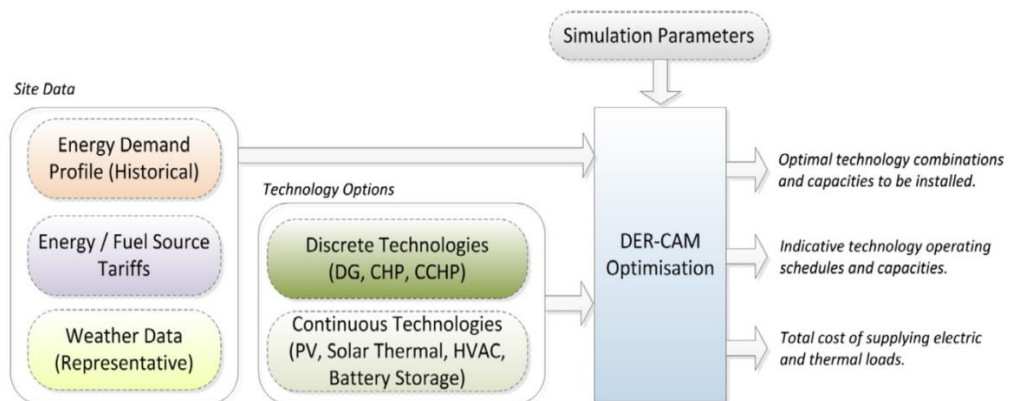 Simulation Parameters
Site Data
Energy Demand
Profile (Historical)
Energy / Fuel Source
Tariffs
Weather Data
(Representative)
Technology Options
Discrete Technologies
(DG, CHP, CCHP)
Continuous Technologies
(PV, Solar Thermal, HVAC,
Battery Storage)
DER-CAM
Optimisation
Optimal technology combinations
and capacities to be installed.
Indicative technology operating
schedules and capacities.
Total cost of supplying electric
and thermal loads.